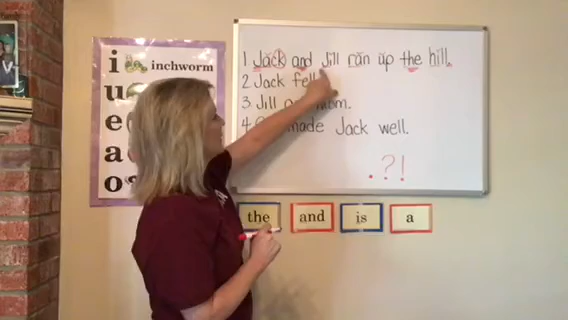 i inchworm
u
e
a
o
1 Jack and Jill ran up the hill.
2 Jack fell
3 Jill mom.
4 made Jack well.
. ? !
the and is a